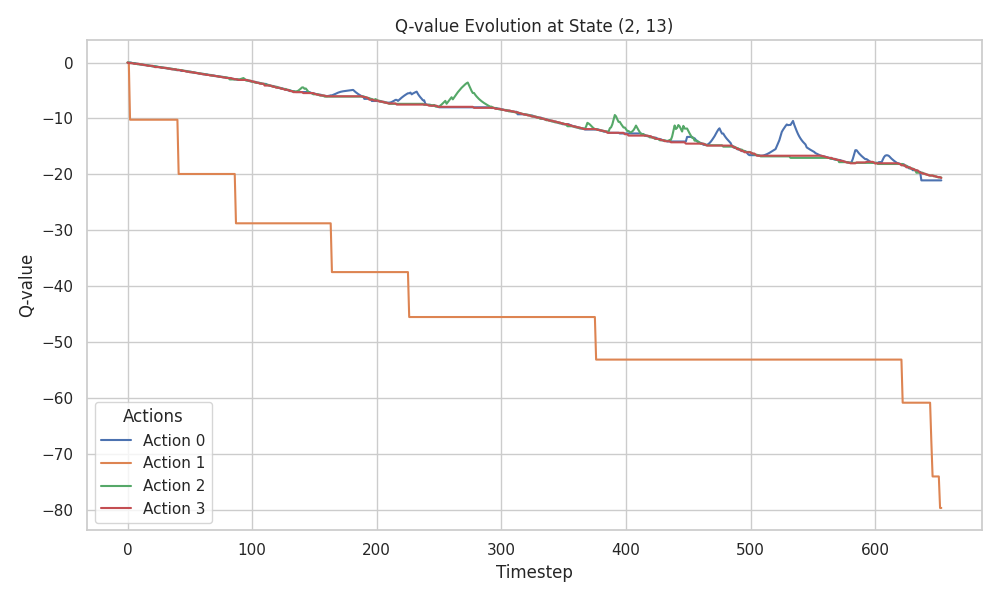 Q-value Evolution at State (2, 13)
0
−10
−20
−30
−40
−50
−60
−70
−80
Q-value
Actions
Action 0
Action 1
Action 2
Action 3
0
100
200
300
400
500
600
Timestep